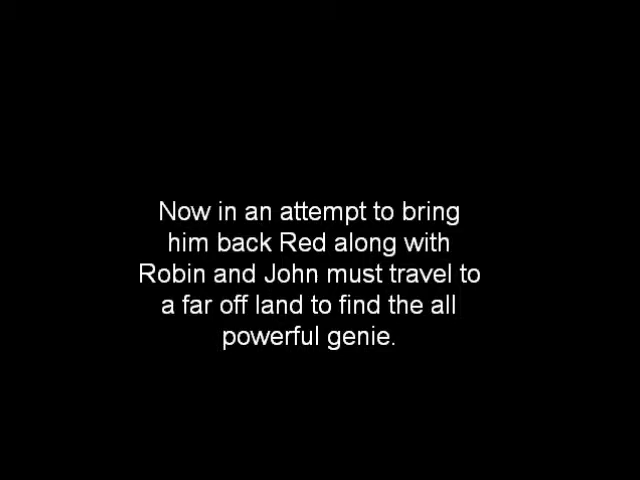 Now in an attempt to bring
him back Red along with
Robin and John must travel to
a far off land to find the all
powerful genie.